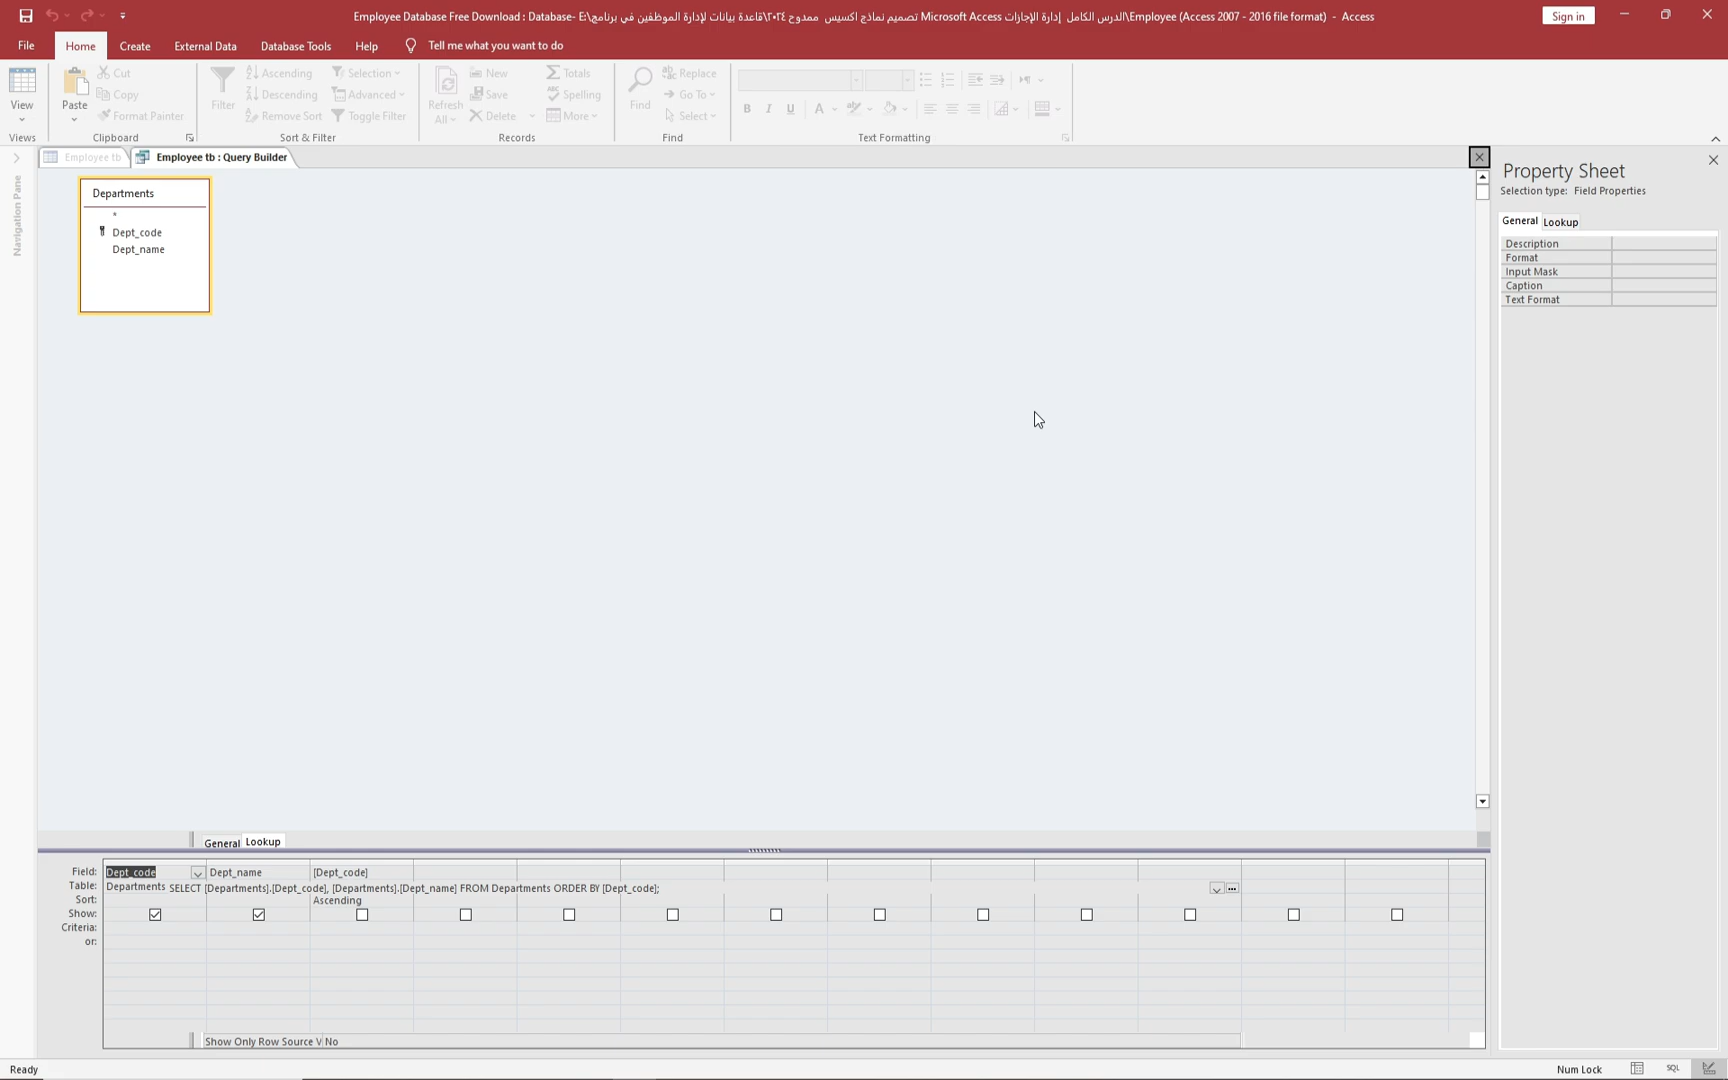 Employee Database Free Download : Database- E:\قاعدة بيانات لإدارة الموظفين في برنامج\٢٠٢٤ تصميم نماذج اكسيس  ممدوح Microsoft Access الدرس الكامل  إدارة الإجازات\Employee (Access 2007 - 2016 file format)  -  Access
Sign in
File
Home
Create
External Data
Database Tools
Help
Tell me what you want to do
View
Views
Paste
Cut
Copy
Format Painter
Clipboard
Filter
Ascending
Descending
Remove Sort
Selection
Advanced
Toggle Filter
Sort & Filter
Refresh
All
New
Save
Delete
Totals
Spelling
More
Records
Find
Replace
Go To
Select
Find
B I U A
Text Formatting
Employee tb
Employee tb : Query Builder
Navigation Pane
Departments
*
Dept_code
Dept_name
Property Sheet
Selection type: Field Properties
General Lookup
Description
Format
Input Mask
Caption
Text Format
General Lookup
Field: Dept_code Dept_name [Dept_code]
Table: Departments SELECT [Departments].[Dept_code], [Departments].[Dept_name] FROM Departments ORDER BY [Dept_code];
Sort: Ascending
Show:
Criteria:
or:
Show Only Row Source V No
Ready
Num Lock
SQL